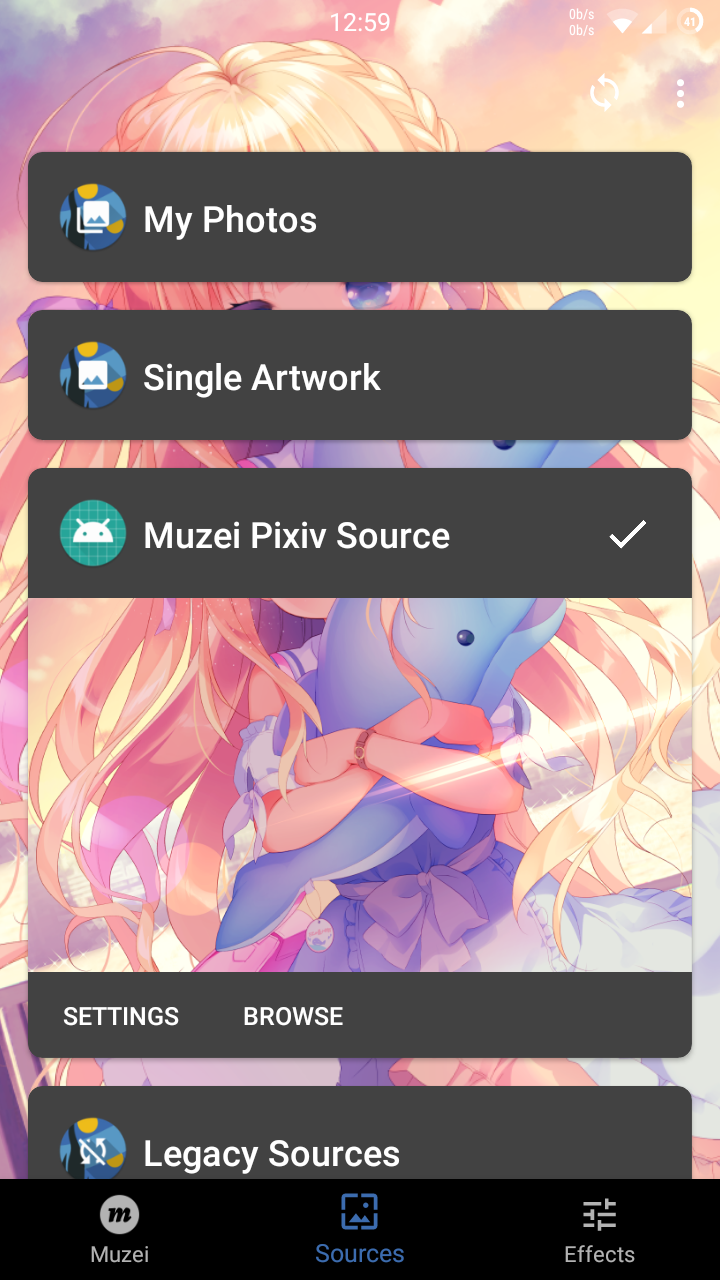 12:59
0b/s
0b/s
41
My Photos
Single Artwork
Muzei Pixiv Source
SETTINGS
BROWSE
Legacy Sources
m
Muzei
Sources
Effects